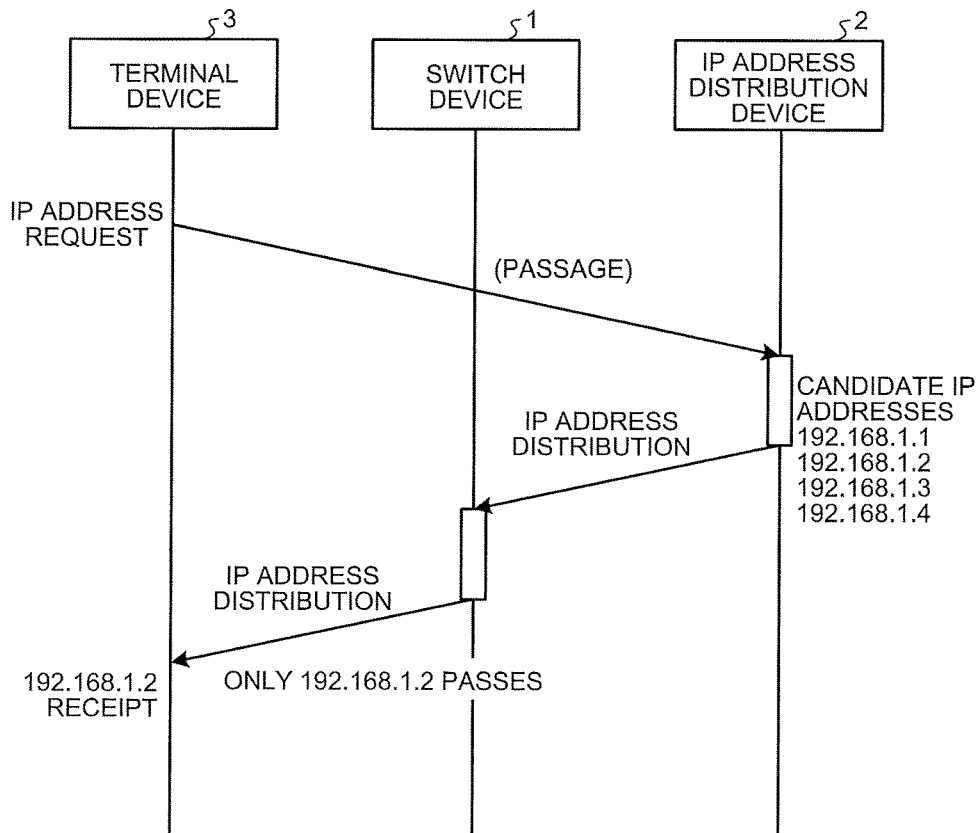 3
1
2
TERMINAL
DEVICE
SWITCH
DEVICE
IP ADDRESS
DISTRIBUTION
DEVICE
IP ADDRESS
REQUEST
(PASSAGE)
CANDIDATE IP
ADDRESSES
192.168.1.1
192.168.1.2
192.168.1.3
192.168.1.4
IP ADDRESS
DISTRIBUTION
IP ADDRESS
DISTRIBUTION
192.168.1.2
RECEIPT
ONLY 192.168.1.2 PASSES